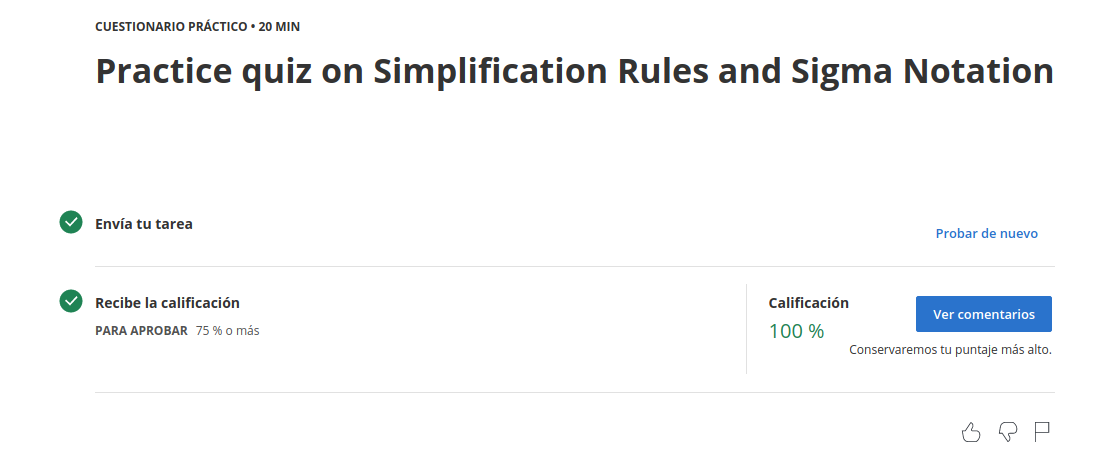 CUESTIONARIO PRÁCTICO • 20 MIN
Practice quiz on Simplification Rules and Sigma Notation
Envía tu tarea
Probar de nuevo
Recibe la calificación
PARA APROBAR 75 % o más
Calificación
100 %
Ver comentarios
Conservaremos tu puntaje más alto.